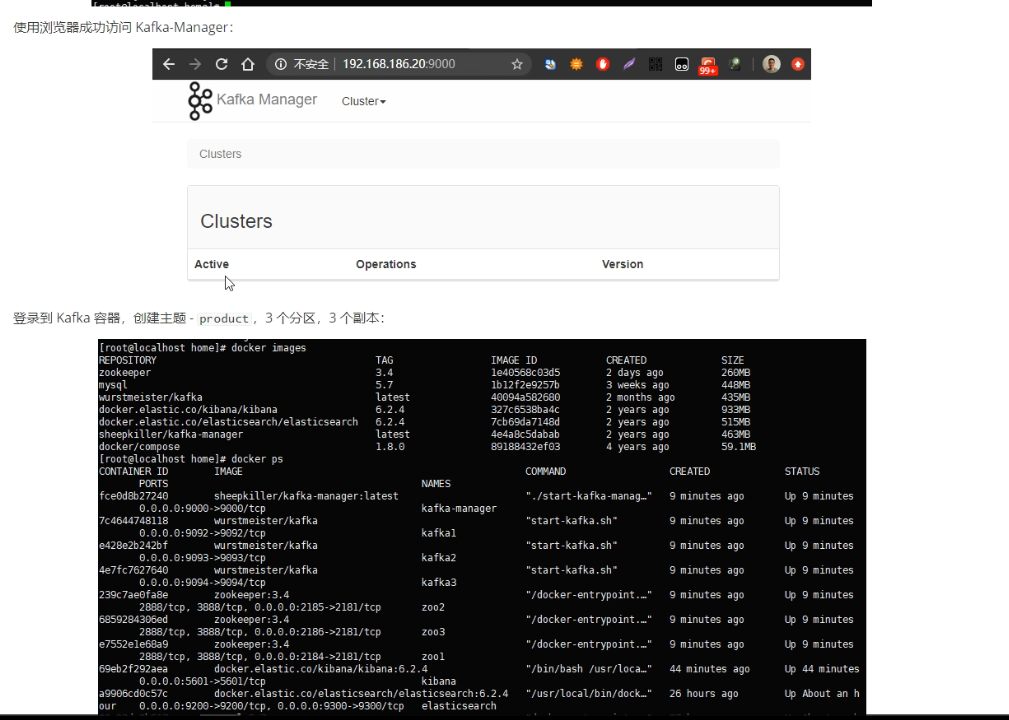 [root@localhost home]#
使用浏览器成功访问 Kafka-Manager：
不安全 | 192.168.186.20:9000
99+
Kafka Manager Cluster
Clusters
Clusters
Active Operations Version
登录到 Kafka 容器，创建主题 - product，3 个分区，3 个副本：
[root@localhost home]# docker images
REPOSITORY TAG IMAGE ID CREATED SIZE
zookeeper 3.4 1e40568c03d5 2 days ago 260MB
mysql 5.7 1b12f2e9257b 3 weeks ago 448MB
wurstmeister/kafka latest 40094a582680 2 months ago 435MB
docker.elastic.co/kibana/kibana 6.2.4 327c6538ba4c 2 years ago 933MB
docker.elastic.co/elasticsearch/elasticsearch 6.2.4 7cb69da7148d 2 years ago 515MB
sheepkiller/kafka-manager latest 4e4a8c5dabab 2 years ago 463MB
docker/compose 1.8.0 89188432ef03 4 years ago 59.1MB
[root@localhost home]# docker ps
CONTAINER ID IMAGE COMMAND CREATED STATUS
PORTS NAMES
fce0d8b27240 sheepkiller/kafka-manager:latest "./start-kafka-manag…" 9 minutes ago Up 9 minutes
0.0.0.0:9000->9000/tcp kafka-manager
7c4644748118 wurstmeister/kafka "start-kafka.sh" 9 minutes ago Up 9 minutes
0.0.0.0:9092->9092/tcp kafka1
e428e2b242bf wurstmeister/kafka "start-kafka.sh" 9 minutes ago Up 9 minutes
0.0.0.0:9093->9093/tcp kafka2
4e7fc7627640 wurstmeister/kafka "start-kafka.sh" 9 minutes ago Up 9 minutes
0.0.0.0:9094->9094/tcp kafka3
239c7ae0fa8e zookeeper:3.4 "/docker-entrypoint.…" 9 minutes ago Up 9 minutes
2888/tcp, 3888/tcp, 0.0.0.0:2185->2181/tcp zoo2
6859284306ed zookeeper:3.4 "/docker-entrypoint.…" 9 minutes ago Up 9 minutes
2888/tcp, 3888/tcp, 0.0.0.0:2186->2181/tcp zoo3
e7552e1e68a9 zookeeper:3.4 "/docker-entrypoint.…" 9 minutes ago Up 9 minutes
2888/tcp, 3888/tcp, 0.0.0.0:2184->2181/tcp zoo1
69eb2f292aea docker.elastic.co/kibana/kibana:6.2.4 "/bin/bash /usr/loca…" 44 minutes ago Up 44 minutes
0.0.0.0:5601->5601/tcp kibana
a9906cd0c57c docker.elastic.co/elasticsearch/elasticsearch:6.2.4 "/usr/local/bin/dock…" 26 hours ago Up About an h
our 0.0.0.0:9200->9200/tcp, 0.0.0.0:9300->9300/tcp elasticsearch